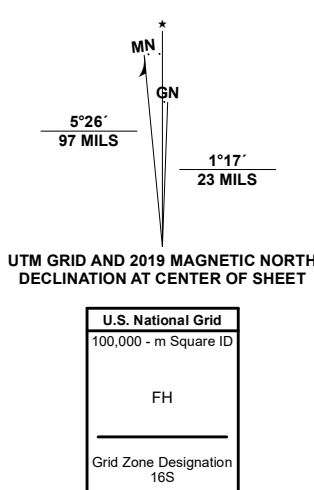 ★
MN
GN
5°26´
97 MILS
1°17´
23 MILS
UTM GRID AND 2019 MAGNETIC NORTH
DECLINATION AT CENTER OF SHEET
U.S. National Grid
100,000 - m Square ID
FH
Grid Zone Designation
16S